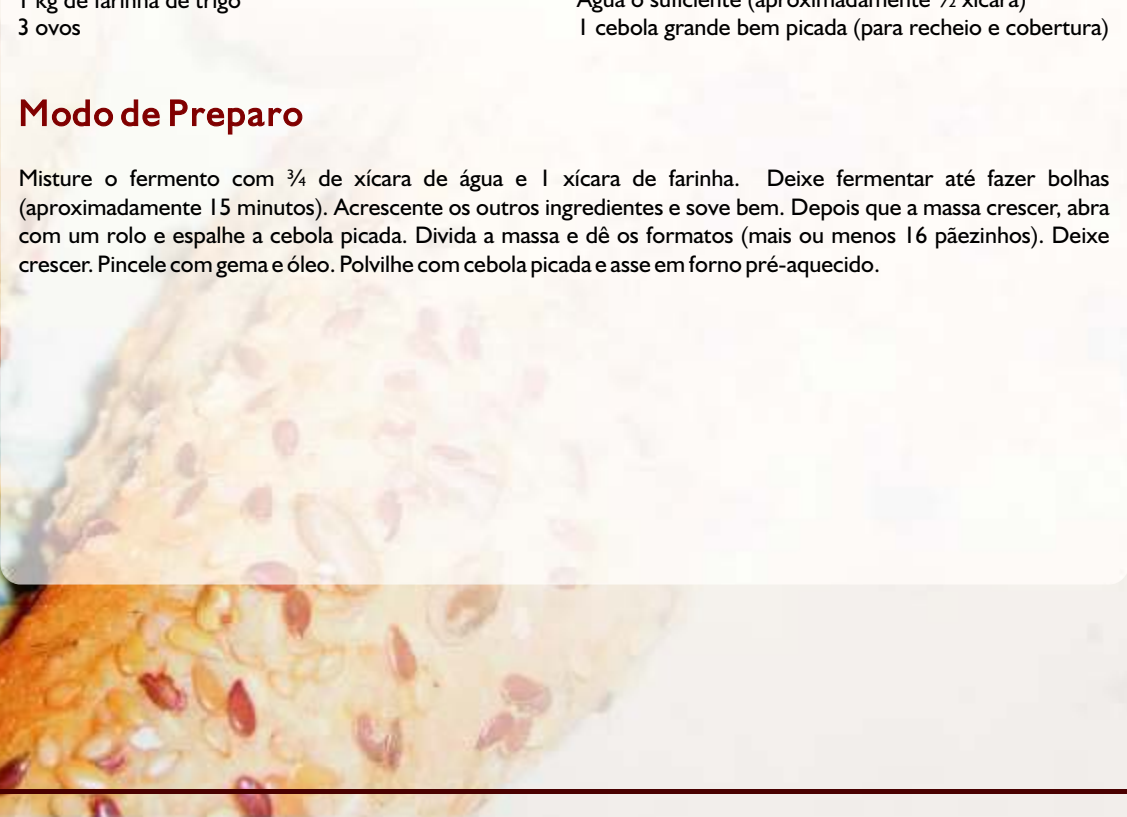 1 kg de farinha de trigo
3 ovos
Água o suficiente (aproximadamente ½ xícara)
1 cebola grande bem picada (para recheio e cobertura)
Modo de Preparo
Misture o fermento com ¾ de xícara de água e 1 xícara de farinha. Deixe fermentar até fazer bolhas
(aproximadamente 15 minutos). Acrescente os outros ingredientes e sove bem. Depois que a massa crescer, abra
com um rolo e espalhe a cebola picada. Divida a massa e dê os formatos (mais ou menos 16 pãezinhos). Deixe
crescer. Pincele com gema e óleo. Polvilhe com cebola picada e asse em forno pré-aquecido.